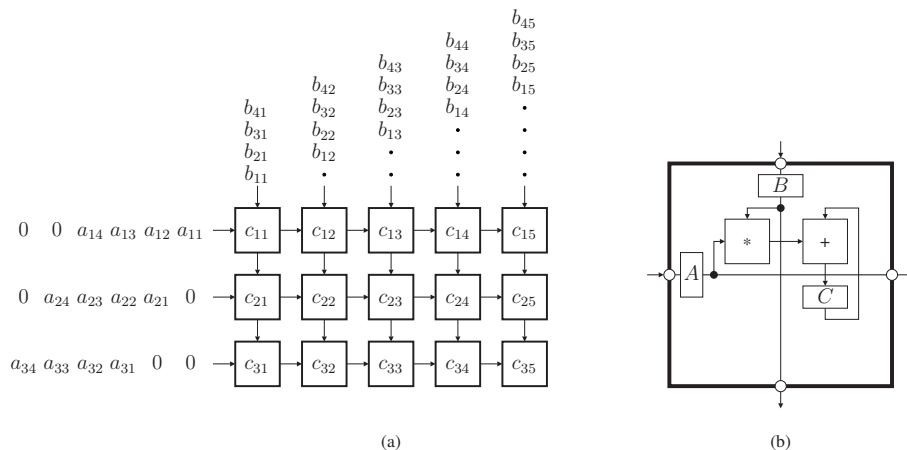 b45
b44 b35
b43 b34 b25
b42 b33 b24 b15
b41 b32 b23 b14 •
b31 b22 b13 • •
b21 b12 • • •
b11 • • • •
0 0 a14 a13 a12 a11 c11 c12 c13 c14 c15
0 a24 a23 a22 a21 0 c21 c22 c23 c24 c25
a34 a33 a32 a31 0 0 c31 c32 c33 c34 c35
(a)
B
* +
A
C
(b)